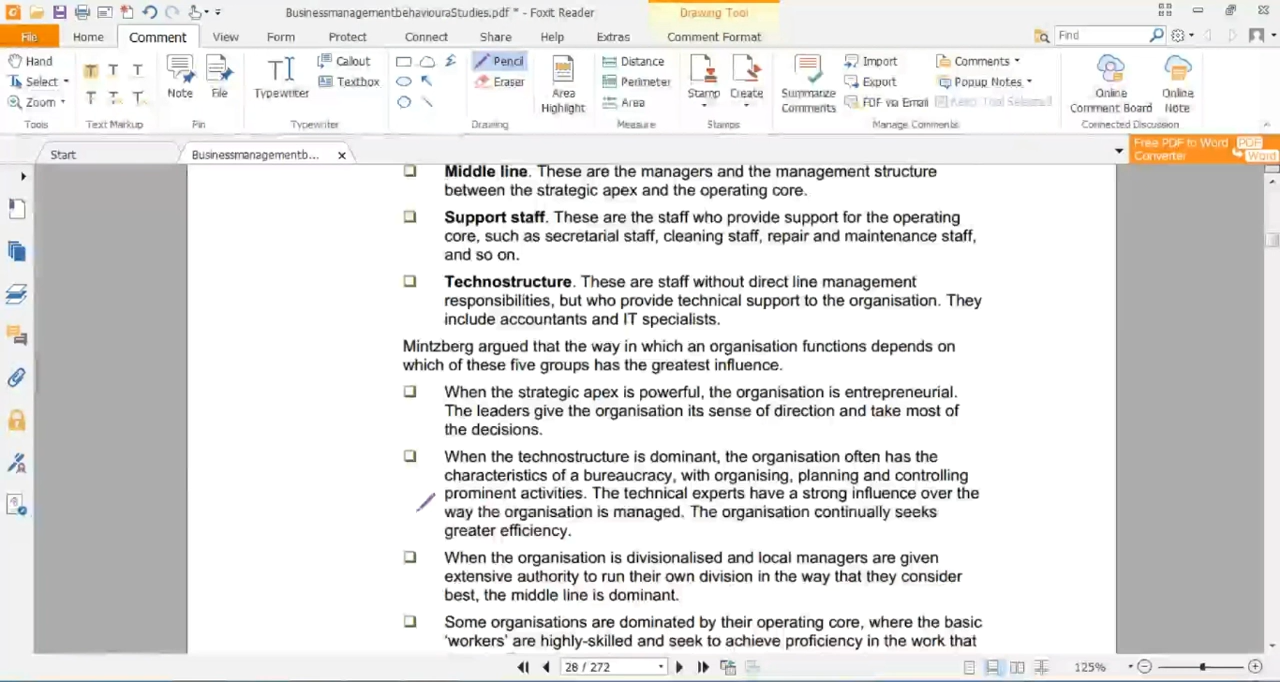 BusinessmanagementbehaviouraStudies.pdf * - Foxit Reader
Drawing Tool
File Home Comment View Form Protect Connect Share Help Extras Comment Format
Find
Hand
Select
Zoom
Tools
Text Markup
Note
File
Pin
Typewriter
Callout
Textbox
Typewriter
Pencil
Eraser
Drawing
Area
Highlight
Distance
Perimeter
Area
Measure
Stamp
Create
Stamps
Summarize
Comments
Import
Export
FDF via Email
Comments
Popup Notes
Keep Tool Selected
Manage Comments
Online
Comment Board
Online
Note
Connected Discussion
Start
Businessmanagementb...
Free PDF to Word
Converter
PDF
Word
Middle line. These are the managers and the management structure
between the strategic apex and the operating core.
Support staff. These are the staff who provide support for the operating
core, such as secretarial staff, cleaning staff, repair and maintenance staff,
and so on.
Technostructure. These are staff without direct line management
responsibilities, but who provide technical support to the organisation. They
include accountants and IT specialists.
Mintzberg argued that the way in which an organisation functions depends on
which of these five groups has the greatest influence.
When the strategic apex is powerful, the organisation is entrepreneurial.
The leaders give the organisation its sense of direction and take most of
the decisions.
When the technostructure is dominant, the organisation often has the
characteristics of a bureaucracy, with organising, planning and controlling
prominent activities. The technical experts have a strong influence over the
way the organisation is managed. The organisation continually seeks
greater efficiency.
When the organisation is divisionalised and local managers are given
extensive authority to run their own division in the way that they consider
best, the middle line is dominant.
Some organisations are dominated by their operating core, where the basic
'workers' are highly-skilled and seek to achieve proficiency in the work that
28 / 272
125%